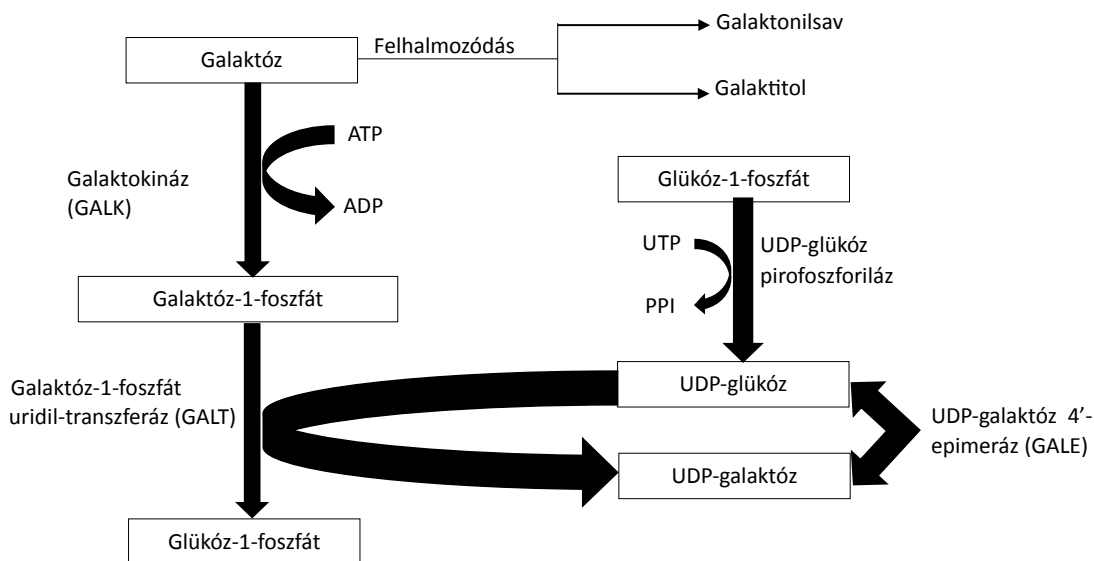 Galaktonilsav
Felhalmozódás
Galaktóz
Galaktitol
ATP
Galaktokináz
(GALK)
ADP
Glükóz-1-foszfát
UTP
UDP-glükóz
pirofoszforiláz
PPI
Galaktóz-1-foszfát
Galaktóz-1-foszfát
uridil-transzferáz (GALT)
UDP-glükóz
UDP-galaktóz 4’-
epimeráz (GALE)
UDP-galaktóz
Glükóz-1-foszfát